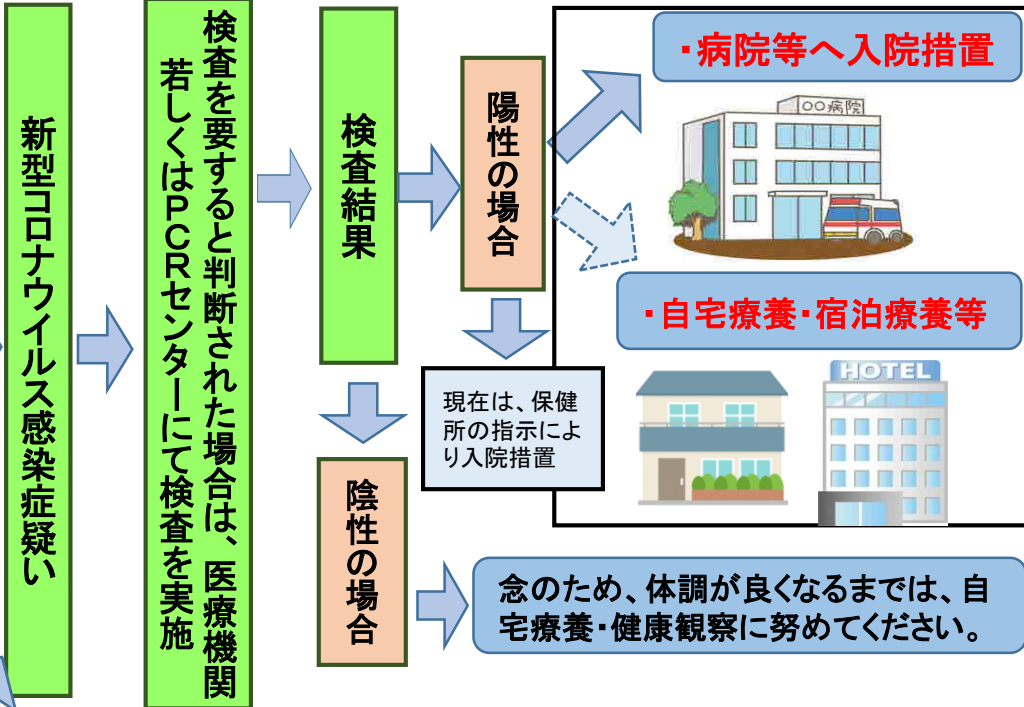 新型コロナウイルス感染症疑い
検査を要すると判断された場合は、医療機関
若しくはPCRセンターにて検査を実施
検査結果
陽性の場合
・病院等へ入院措置
○○病院
・自宅療養・宿泊療養等
HOTEL
現在は、保健
所の指示によ
り入院措置
陰性の場合
念のため、体調が良くなるまでは、自
宅療養・健康観察に努めてください。